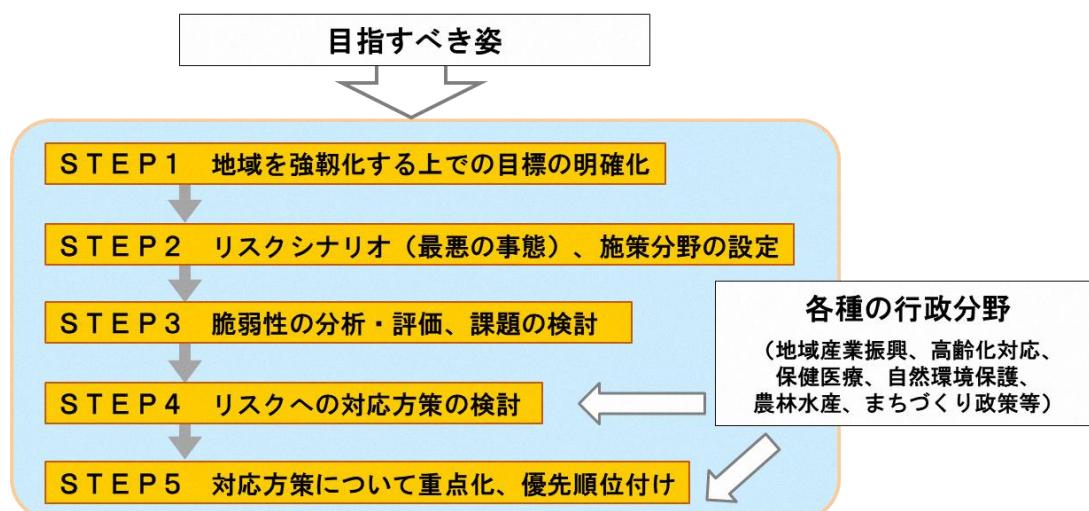 目指すべき姿
STEP1 地域を強靱化する上での目標の明確化
STEP2 リスクシナリオ（最悪の事態）、施策分野の設定
STEP3 脆弱性の分析・評価、課題の検討
STEP4 リスクへの対応方策の検討
STEP5 対応方策について重点化、優先順位付け
各種の行政分野
（地域産業振興、高齢化対応、
保健医療、自然環境保護、
農林水産、まちづくり政策等）